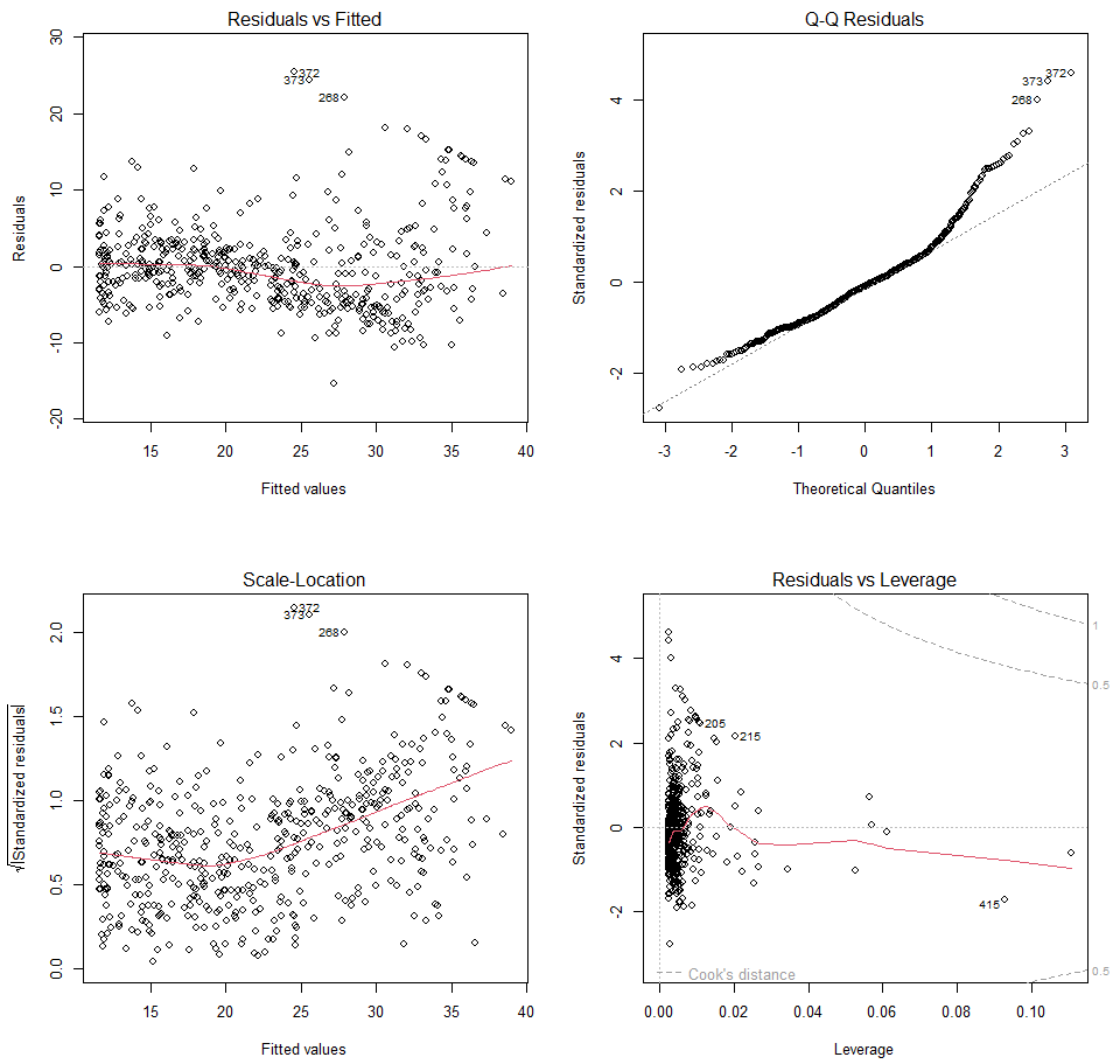 Residuals vs Fitted
30
20
10
0
-10
-20
Residuals
372
373
268
15 20 25 30 35 40
Fitted values
Q-Q Residuals
4
2
0
-2
Standardized residuals
372
373
268
-3 -2 -1 0 1 2 3
Theoretical Quantiles
Scale-Location
2.0
1.5
1.0
0.5
0.0
√|Standardized residuals|
372
373
268
15 20 25 30 35 40
Fitted values
Residuals vs Leverage
4
2
0
-2
Standardized residuals
1
0.5
205
215
415
0.5
Cook's distance
0.00 0.02 0.04 0.06 0.08 0.10
Leverage